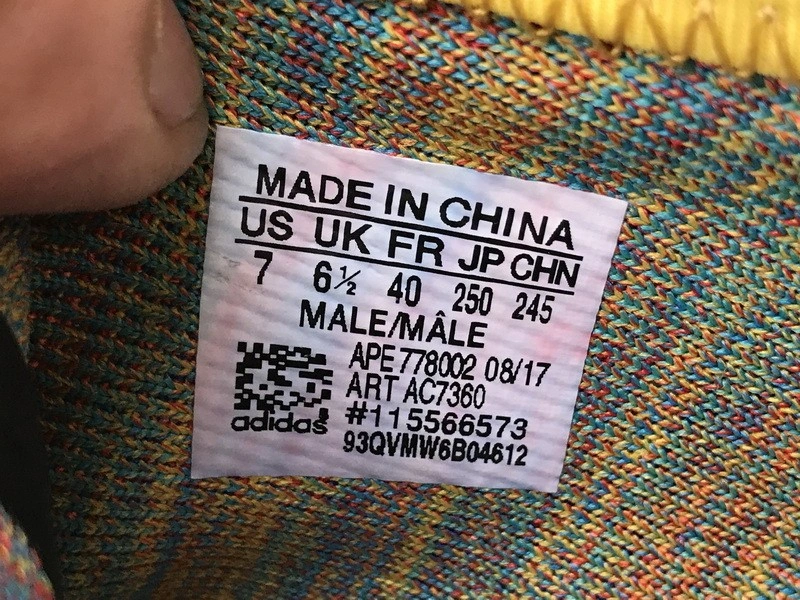 MADE IN CHINA
US UK FR JP CHN
7 6½ 40 250 245
MALE/MÂLE
APE 778002 08/17
ART AC7360
#115566573
adidas
93QVMW6B04612